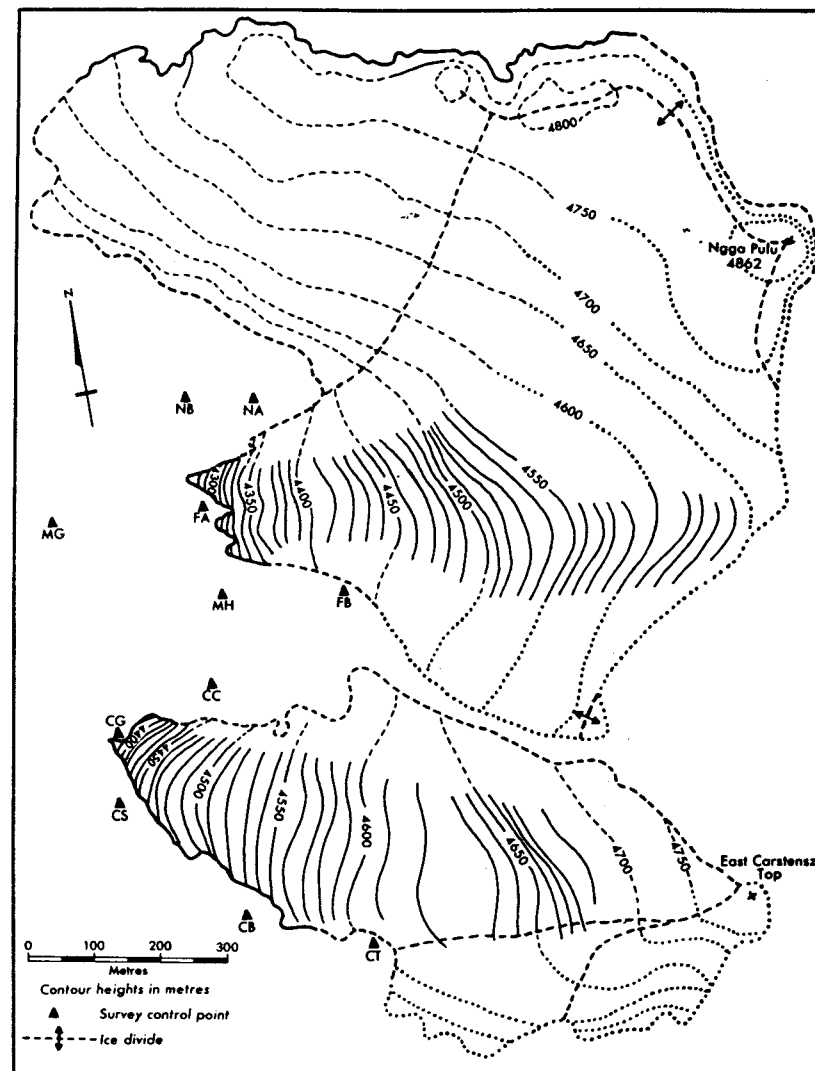 4800
4750
Ngga Pulu
4862
4700
4650
4600
N
NB
NA
4550
4300
4350
4400
4450
4500
FA
MG
MH
FB
CC
CG
4400
4450
4500
4550
4600
CS
4650
4700
4750
East Carstensz
Top
CB
CT
0 100 200 300
Metres
Contour heights in metres
Survey control point
Ice divide